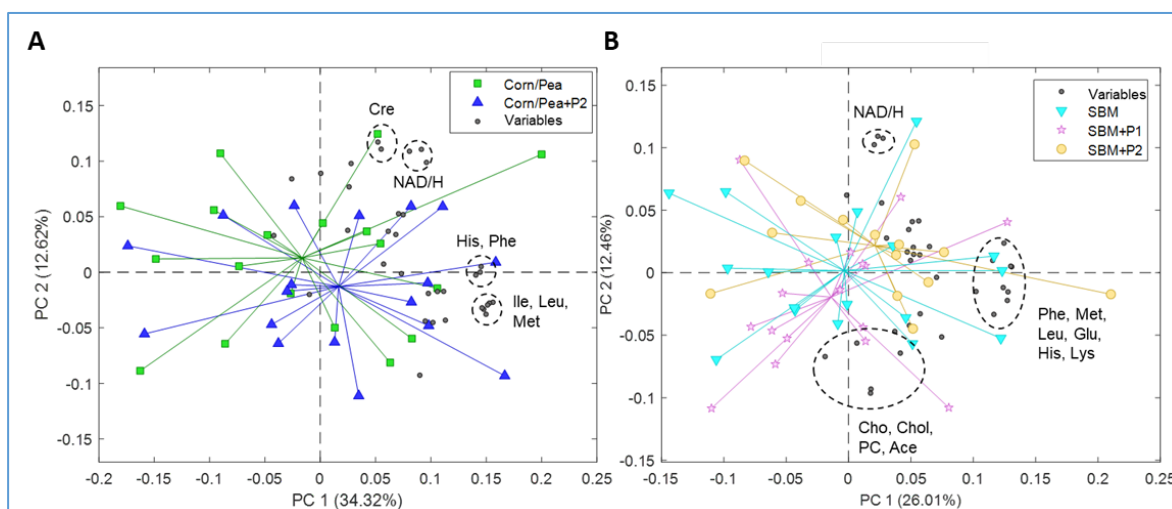 A
0.15
0.1
0.05
0
-0.05
-0.1
-0.15
PC 2 (12.62%)
-0.2
-0.15
-0.1
-0.05
0
0.05
0.1
0.15
0.2
0.25
PC 1 (34.32%)
Corn/Pea
Corn/Pea+P2
Variables
Cre
NAD/H
His, Phe
Ile, Leu,
Met
B
0.15
0.1
0.05
0
-0.05
-0.1
-0.15
PC 2 (12.46%)
-0.15
-0.1
-0.05
0
0.05
0.1
0.15
0.2
0.25
PC 1 (26.01%)
Variables
SBM
SBM+P1
SBM+P2
NAD/H
Phe, Met,
Leu, Glu,
His, Lys
Cho, Chol,
PC, Ace